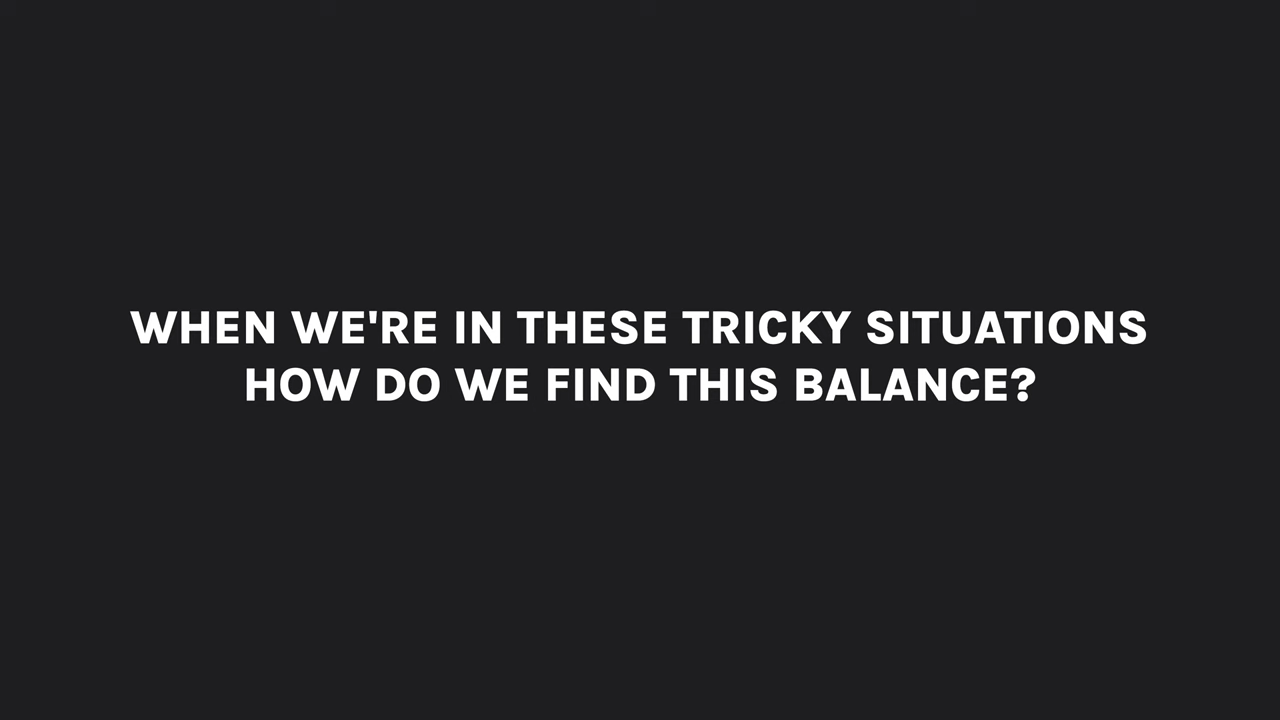 WHEN WE'RE IN THESE TRICKY SITUATIONS
HOW DO WE FIND THIS BALANCE?